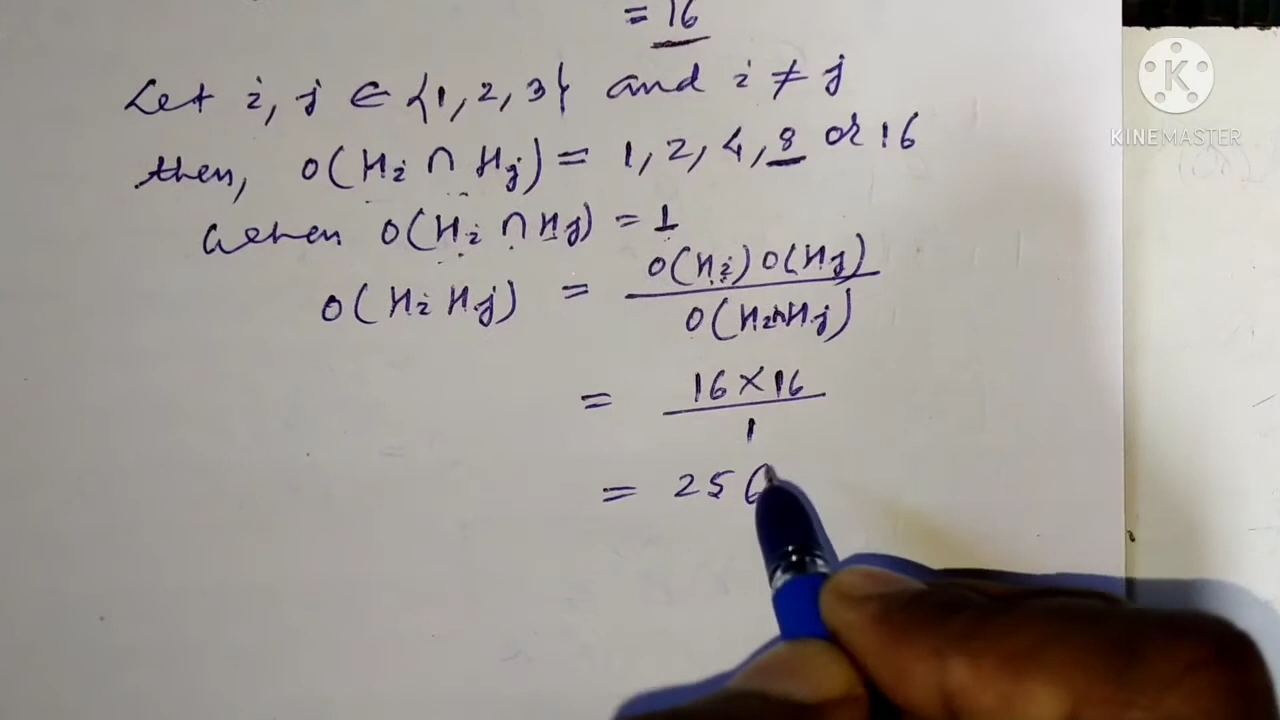 = 16
Let i, j ∈ {1, 2, 3} and i ≠ j
then, O(Hi ∩ Hj) = 1, 2, 4, 8 or 16
when O(Hi ∩ Hj) = 1
O(Hi Hj) = O(Hi) O(Hj) / O(Hi∩Hj)
= 16 × 16 / 1
= 256
K
KINEMASTER